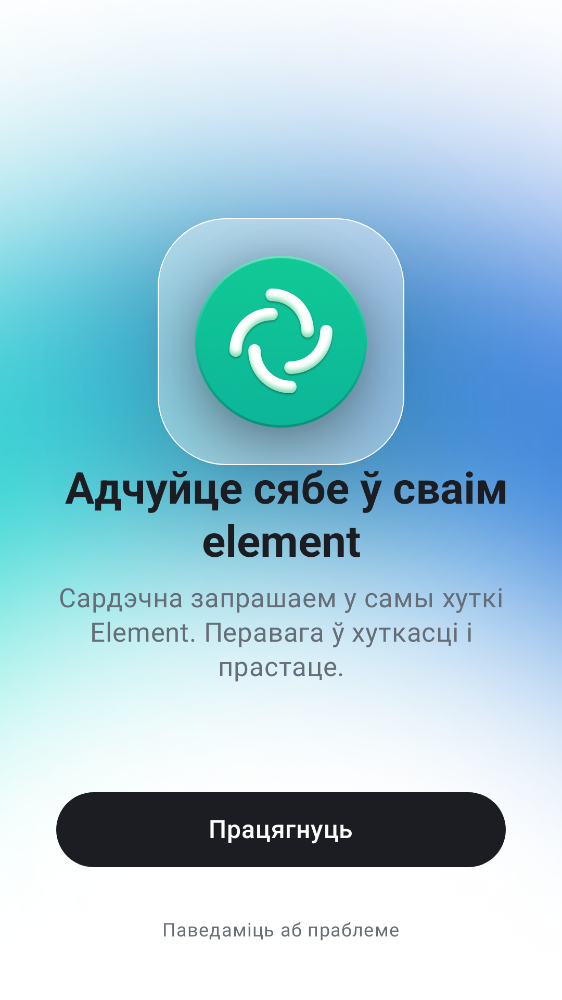 Адчуйце сябе ў сваім
element
Сардэчна запрашаем у самы хуткі
Element. Перавага ў хуткасці і
прастаце.
Працягнуць
Паведаміць аб праблеме